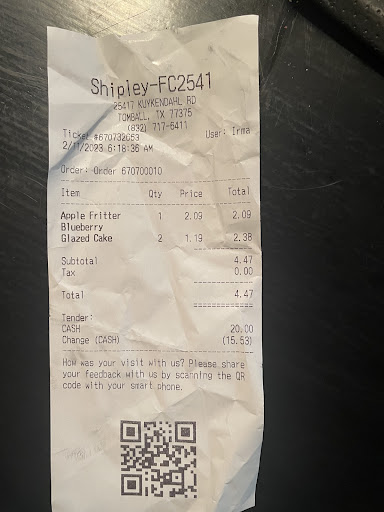 Shipley-FC2541
25417 KUYKENDAHL RD
TOMBALL, TX 77375
(832) 717-5411
Ticket #670732053 User: Irma
2/11/2023 6:18:36 AM
Order: Order 670700010
Item Qty Price Total
Apple Fritter 1 2.09 2.09
Blueberry
Glazed Cake 2 1.19 2.38
Subtotal 4.47
Tax 0.00
Total 4.47
Tender:
CASH 20.00
Change (CASH) (15.53)
How was your visit with us? Please share
your feedback with us by scanning the QR
code with your smart phone.